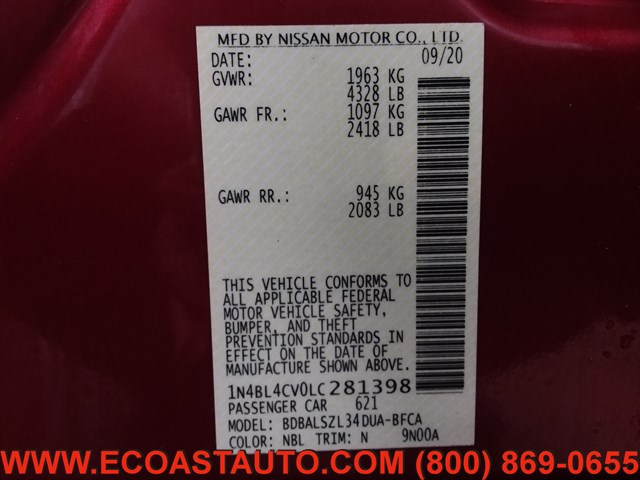 MFD BY NISSAN MOTOR CO., LTD
DATE: 09/20
GVWR: 1963 KG
4328 LB
GAWR FR.: 1097 KG
2418 LB
GAWR RR.: 945 KG
2083 LB
THIS VEHICLE CONFORMS TO
ALL APPLICABLE FEDERAL
MOTOR VEHICLE SAFETY,
BUMPER, AND THEFT
PREVENTION STANDARDS IN
EFFECT ON THE DATE OF
MANUFACTURE SHOWN ABOVE.
1N4BL4CV0LC281398
PASSENGER CAR 621
MODEL: BDBALSZL34DUA-BFCA
COLOR: NBL TRIM: N 9N00A
WWW.ECOASTAUTO.COM (800) 869-0655